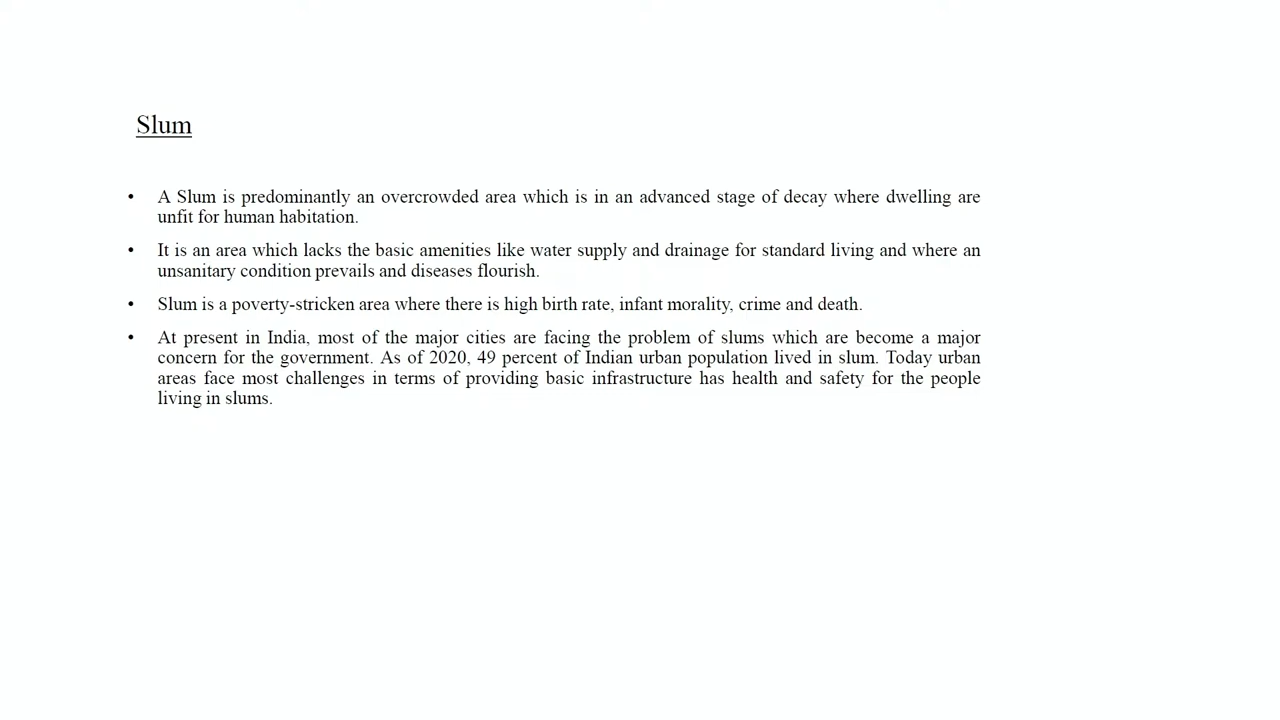 Slum
• A Slum is predominantly an overcrowded area which is in an advanced stage of decay where dwelling are
unfit for human habitation.
• It is an area which lacks the basic amenities like water supply and drainage for standard living and where an
unsanitary condition prevails and diseases flourish.
• Slum is a poverty-stricken area where there is high birth rate, infant morality, crime and death.
• At present in India, most of the major cities are facing the problem of slums which are become a major
concern for the government. As of 2020, 49 percent of Indian urban population lived in slum. Today urban
areas face most challenges in terms of providing basic infrastructure has health and safety for the people
living in slums.